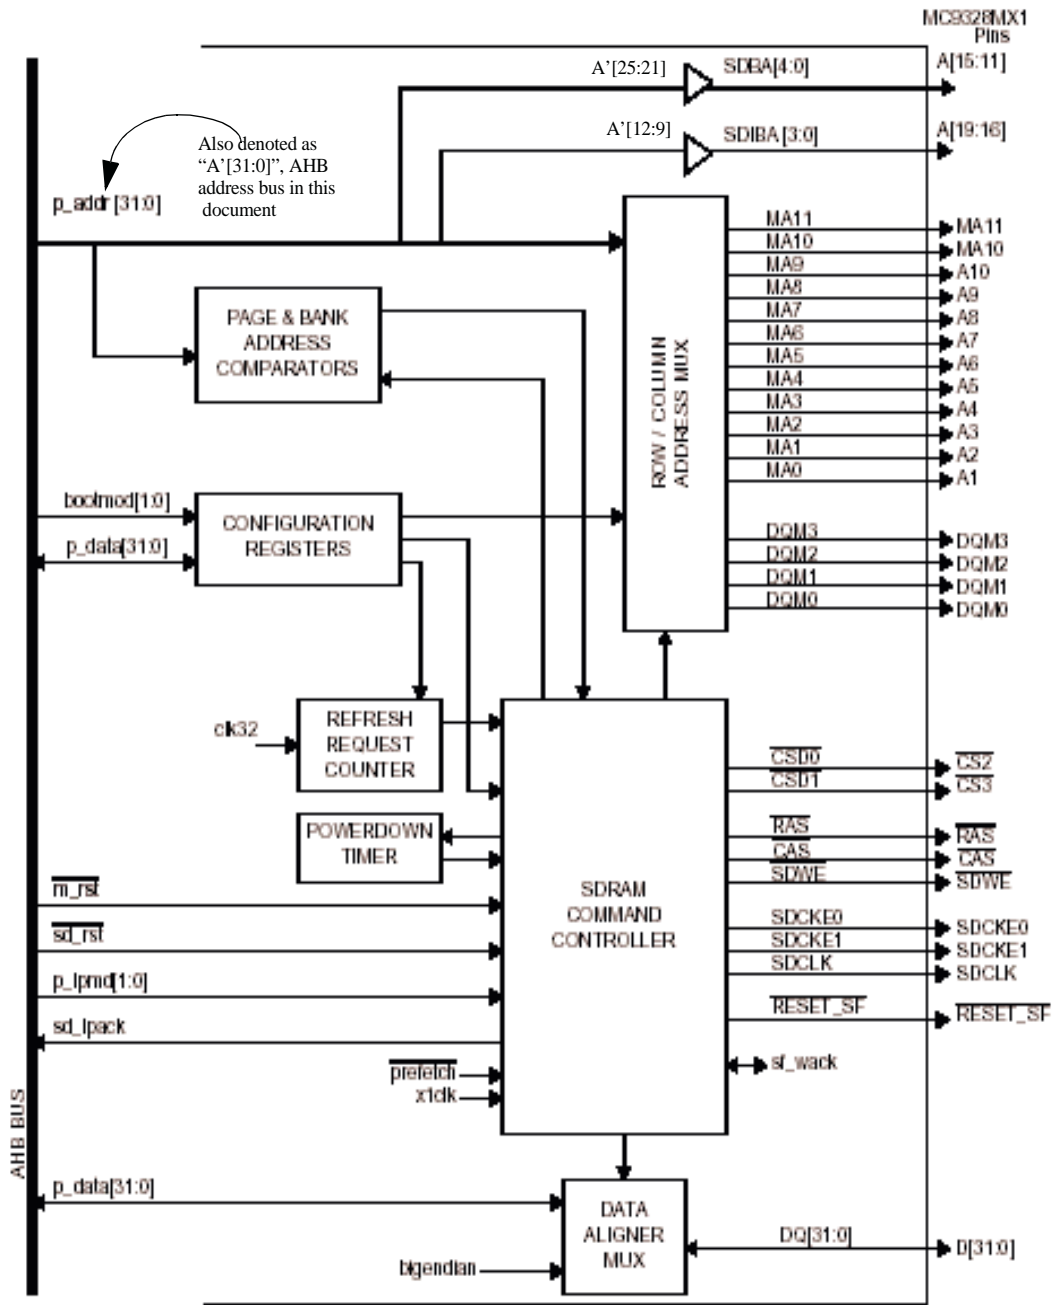 MC9328MX1
Pins
A'[25:21]
SDBA[4:0]
A[15:11]
A'[12:9]
SDIBA[3:0]
A[19:16]
Also denoted as
“A'[31:0]”, AHB
address bus in this
document
p_addr[31:0]
MA11
MA11
MA10
MA10
MA9
A10
MA8
A9
MA7
A8
MA6
A7
MA5
A6
MA4
A5
MA3
A4
MA2
A3
MA1
A2
MA0
A1
PAGE & BANK
ADDRESS
COMPARATORS
ROW / COLUMN
ADDRESS MUX
bootmod[1:0]
p_data[31:0]
CONFIGURATION
REGISTERS
DQM3
DQM3
DQM2
DQM2
DQM1
DQM1
DQM0
DQM0
clk32
REFRESH
REQUEST
COUNTER
POWERDOWN
TIMER
CSD0
CS2
CSD1
CS3
RAS
RAS
CAS
CAS
SDWE
SDWE
SDRAM
COMMAND
CONTROLLER
SDCKE0
SDCKE0
SDCKE1
SDCKE1
SDCLK
SDCLK
RESET_SF
RESET_SF
m_rst
sd_rst
p_lpmd[1:0]
sd_lpack
prefetch
x1clk
sf_wack
AHB BUS
p_data[31:0]
DATA
ALIGNER
MUX
DQ[31:0]
D[31:0]
bigendian